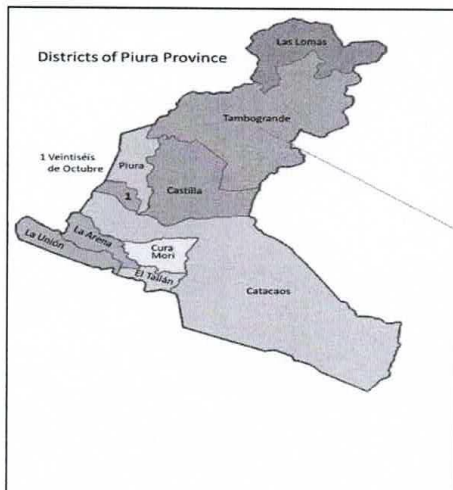 Districts of Piura Province
Las Lomas
Tambogrande
1 Veintiséis
de Octubre
Piura
1
Castilla
La Unión
La Arena
Cura
Mori
El Tallán
Catacaos